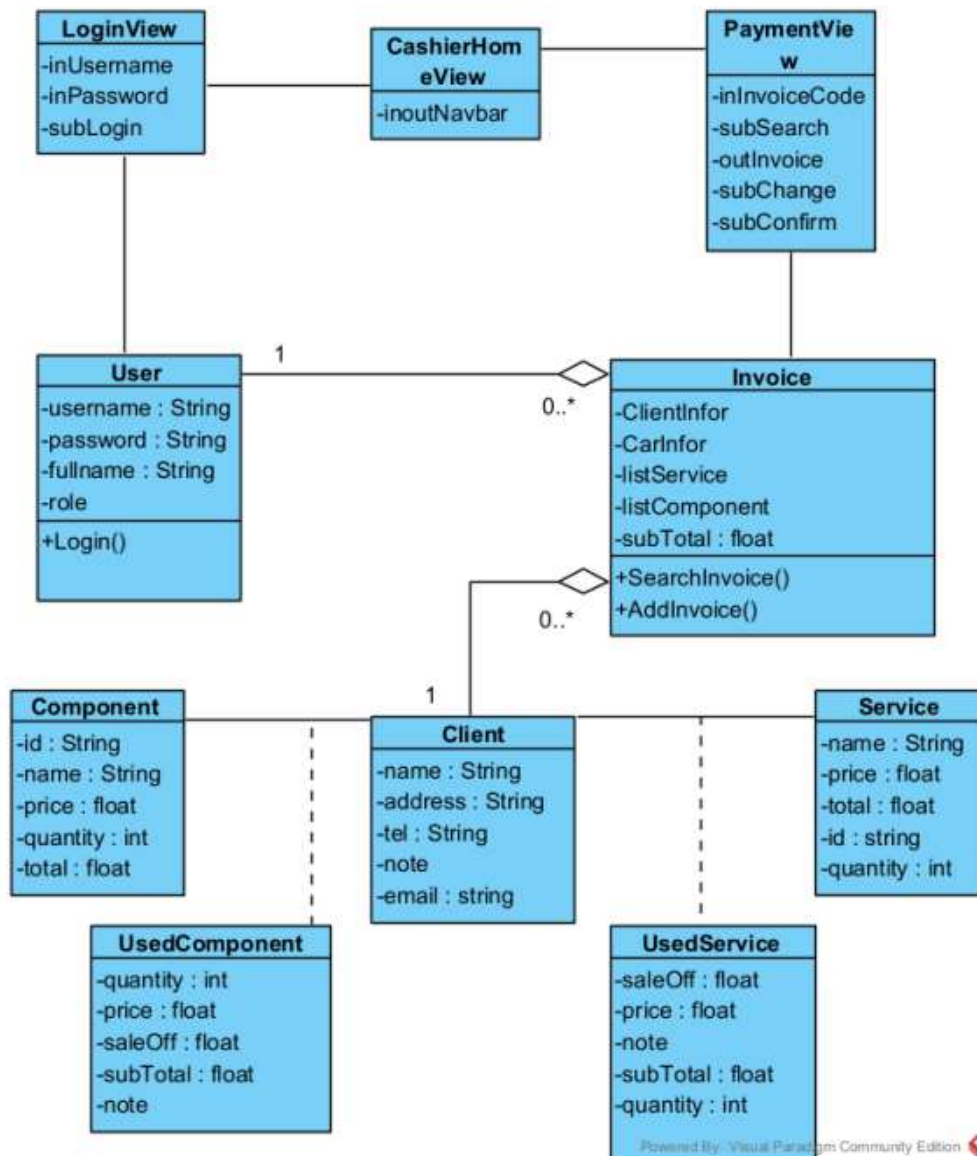 LoginView
-inUsername
-inPassword
-subLogin
CashierHom
eView
-inoutNavbar
PaymentVie
w
-inInvoiceCode
-subSearch
-outInvoice
-subChange
-subConfirm
User
-username : String
-password : String
-fullname : String
-role
+Login()
1
0..*
Invoice
-ClientInfor
-CarInfor
-listService
-listComponent
-subTotal : float
+SearchInvoice()
+AddInvoice()
0..*
1
Component
-id : String
-name : String
-price : float
-quantity : int
-total : float
Client
-name : String
-address : String
-tel : String
-note
-email : string
Service
-name : String
-price : float
-total : float
-id : string
-quantity : int
UsedComponent
-quantity : int
-price : float
-saleOff : float
-subTotal : float
-note
UsedService
-saleOff : float
-price : float
-note
-subTotal : float
-quantity : int
Powered By Visual Paradigm Community Edition